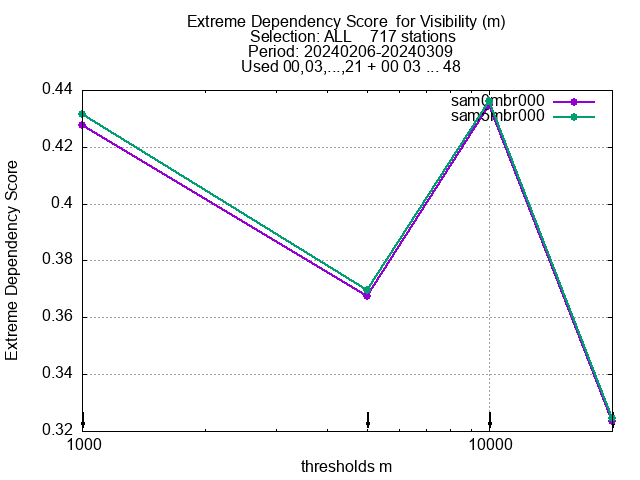 Extreme Dependency Score  for Visibility (m)
Selection: ALL    717 stations
Period: 20240206-20240309
Used 00,03,...,21 + 00 03 ... 48
sam0mbr000
sam5mbr000
0.44
0.42
0.4
0.38
0.36
0.34
0.32
Extreme Dependency Score
1000
10000
thresholds m